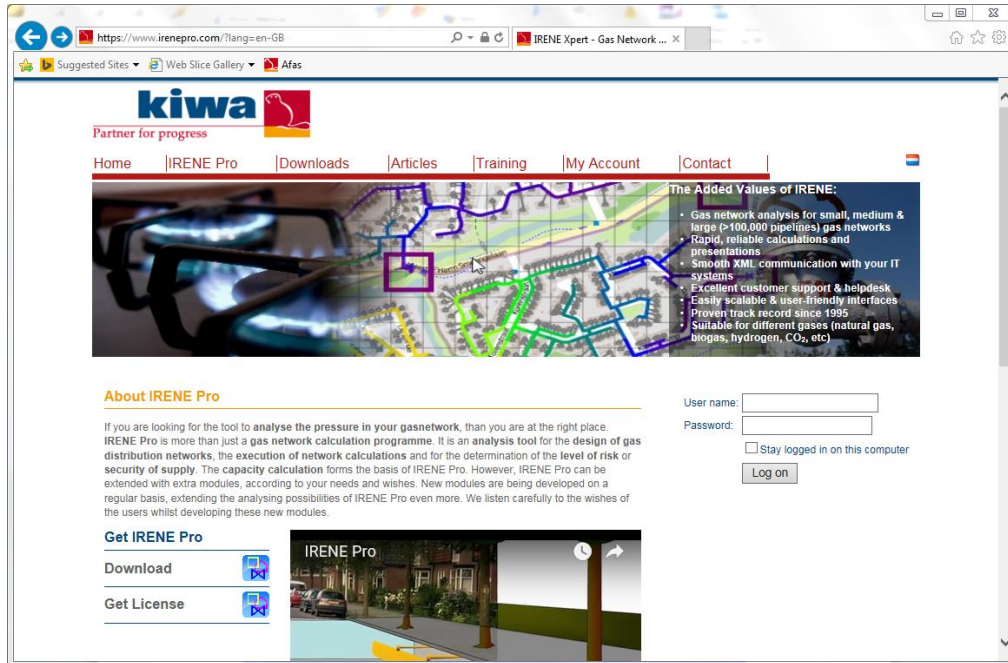 https://www.irenepro.com/?lang=en-GB
IRENE Xpert - Gas Network ...
Suggested Sites
Web Slice Gallery
Afas
kiwa
Partner for progress
Home
IRENE Pro
Downloads
Articles
Training
My Account
Contact
The Added Values of IRENE:
• Gas network analysis for small, medium &
large (>100,000 pipelines) gas networks
• Rapid, reliable calculations and
presentations
• Smooth XML communication with your IT
systems
• Excellent customer support & helpdesk
• Easily scalable & user-friendly interfaces
• Proven track record since 1995
• Suitable for different gases (natural gas,
biogas, hydrogen, CO₂, etc)
About IRENE Pro
If you are looking for the tool to analyse the pressure in your gasnetwork, than you are at the right place.
IRENE Pro is more than just a gas network calculation programme. It is an analysis tool for the design of gas
distribution networks, the execution of network calculations and for the determination of the level of risk or
security of supply. The capacity calculation forms the basis of IRENE Pro. However, IRENE Pro can be
extended with extra modules, according to your needs and wishes. New modules are being developed on a
regular basis, extending the analysing possibilities of IRENE Pro even more. We listen carefully to the wishes of
the users whilst developing these new modules.
User name:
Password:
Stay logged in on this computer
Log on
Get IRENE Pro
Download
Get License
IRENE Pro